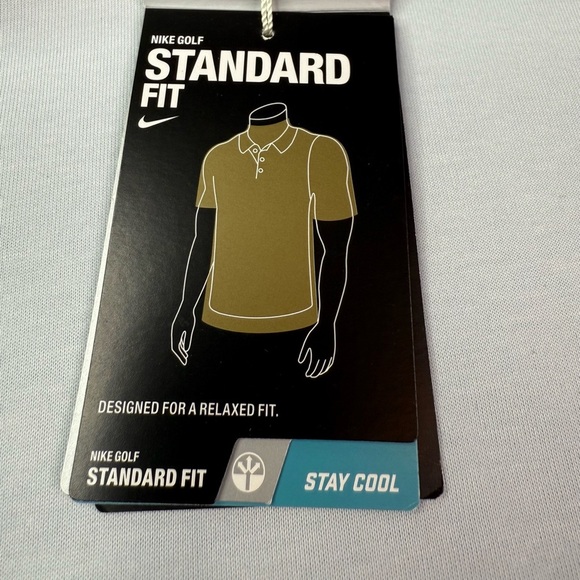 NIKE GOLF
STANDARD
FIT
DESIGNED FOR A RELAXED FIT.
NIKE GOLF
STANDARD FIT
STAY COOL